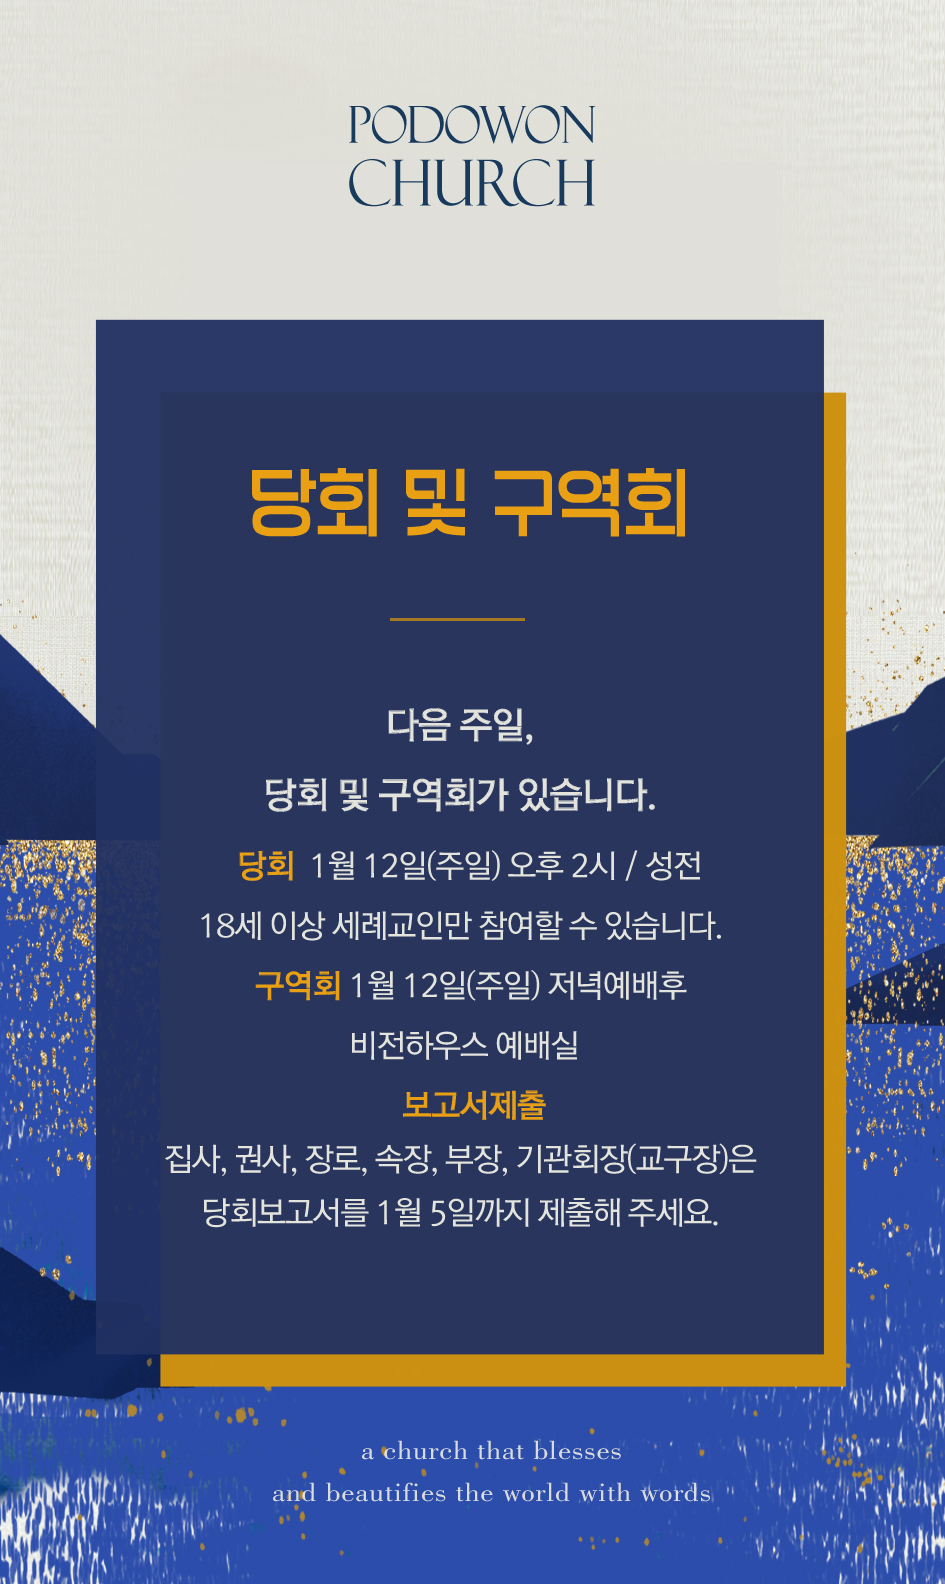 PODOWON
CHURCH
당회 및 구역회
다음 주일,
당회 및 구역회가 있습니다.
당회 1월 12일(주일) 오후 2시 / 성전
18세 이상 세례교인만 참여할 수 있습니다.
구역회 1월 12일(주일) 저녁예배후
비전하우스 예배실
보고서제출
집사, 권사, 장로, 속장, 부장, 기관회장(교구장)은
당회보고서를 1월 5일까지 제출해 주세요.
a church that blesses
and beautifies the world with words